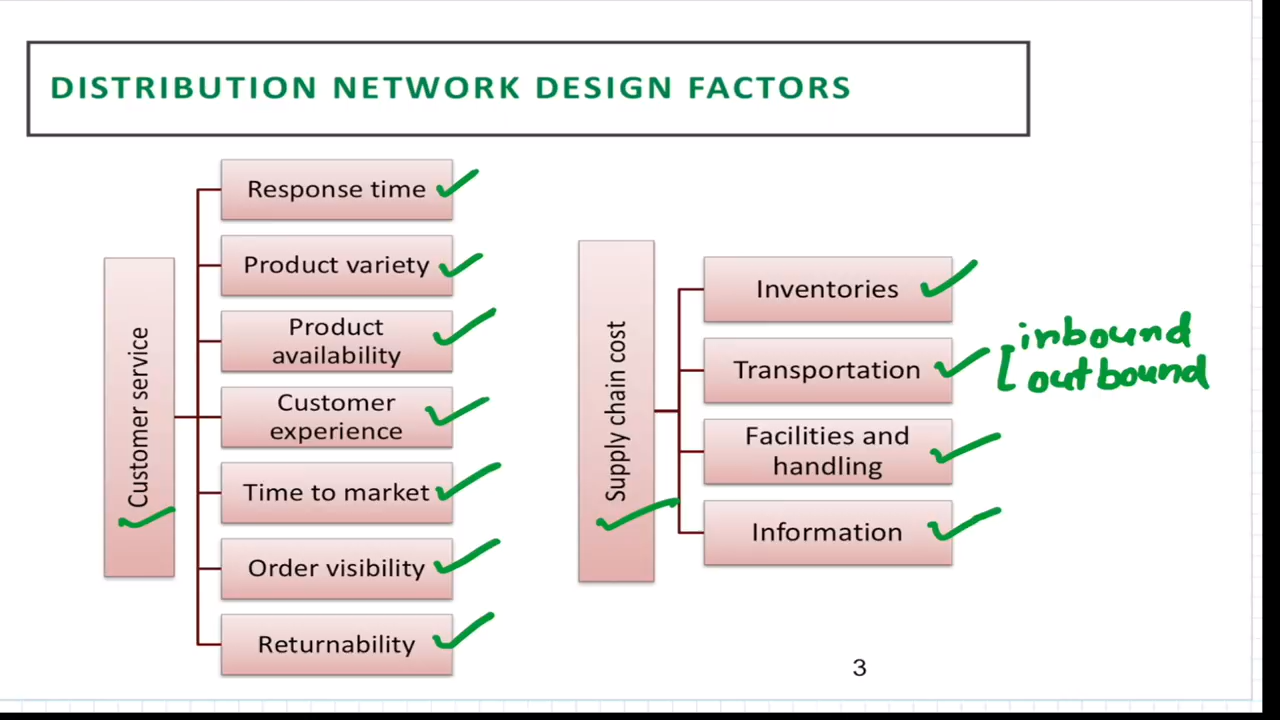 DISTRIBUTION NETWORK DESIGN FACTORS
Customer service
Response time
Product variety
Product
availability
Customer
experience
Time to market
Order visibility
Returnability
Supply chain cost
Inventories
Transportation
inbound
outbound
Facilities and
handling
Information
3